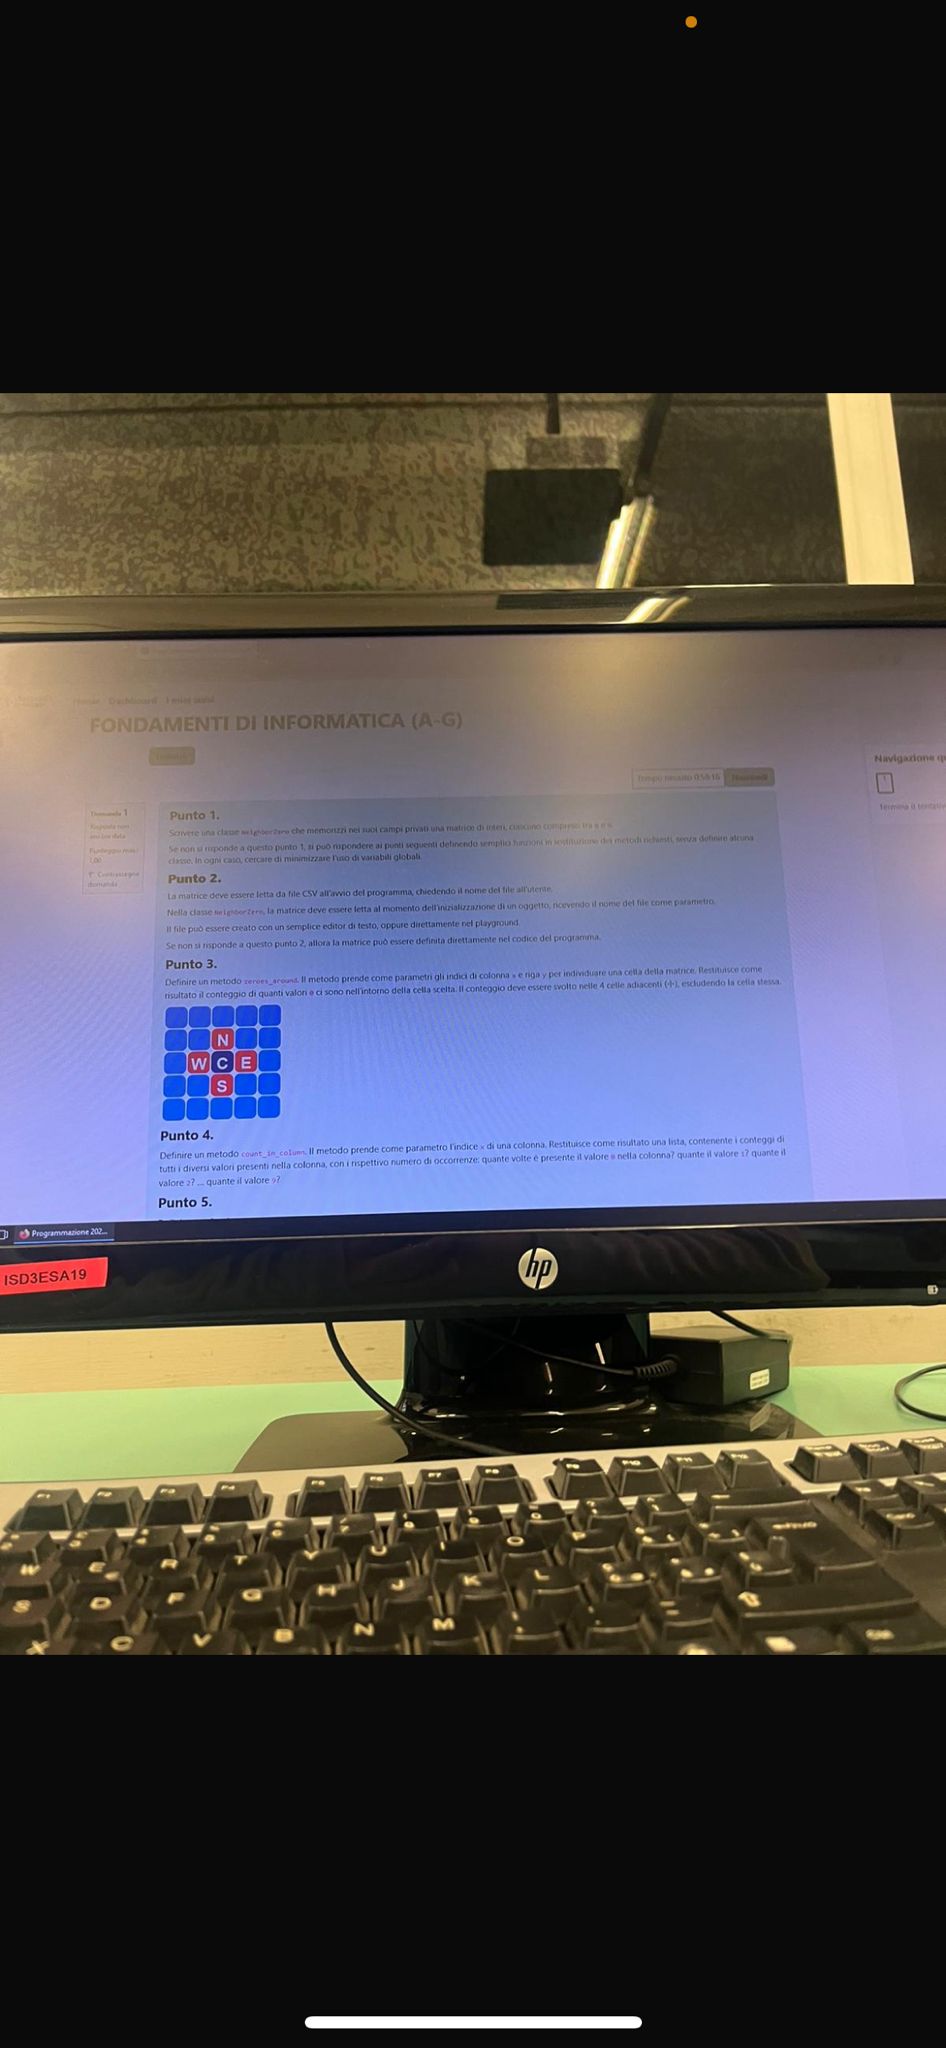 Home Dashboard I miei corsi
FONDAMENTI DI INFORMATICA (A-G)
Tempo rimasto 0:58:16 Nascondi
Navigazione q
1
Termina il tentativo
Domanda 1
Risposta non
ancora data
Punteggio max.:
1,00
Contrassegna
domanda
Punto 1.
Scrivere una classe NeighborZero che memorizzi nei suoi campi privati una matrice di interi, ciascuno compreso tra 0 e 9.
Se non si risponde a questo punto 1, si può rispondere ai punti seguenti definendo semplici funzioni in sostituzione dei metodi richiesti, senza definire alcuna
classe. In ogni caso, cercare di minimizzare l'uso di variabili globali.
Punto 2.
La matrice deve essere letta da file CSV all'avvio del programma, chiedendo il nome del file all'utente.
Nella classe NeighborZero, la matrice deve essere letta al momento dell'inizializzazione di un oggetto, ricevendo il nome del file come parametro.
Il file può essere creato con un semplice editor di testo, oppure direttamente nel playground.
Se non si risponde a questo punto 2, allora la matrice può essere definita direttamente nel codice del programma.
Punto 3.
Definire un metodo zeroes_around. Il metodo prende come parametri gli indici di colonna x e riga y per individuare una cella della matrice. Restituisce come
risultato il conteggio di quanti valori 0 ci sono nell'intorno della cella scelta. Il conteggio deve essere svolto nelle 4 celle adiacenti (✢), escludendo la cella stessa.
N
W C E
S
Punto 4.
Definire un metodo count_in_column. Il metodo prende come parametro l'indice x di una colonna. Restituisce come risultato una lista, contenente i conteggi di
tutti i diversi valori presenti nella colonna, con i rispettivo numero di occorrenze: quante volte è presente il valore 0 nella colonna? quante il valore 1? quante il
valore 2? ... quante il valore 9?
Punto 5.
Programmazione 202...
ISD3ESA19
hp
F1 F2 F3 F4 F5 F6 F7 F8 F9 F10 F11 F12
W E R T Y U I O P
S D F G H J K L
X C V B N M